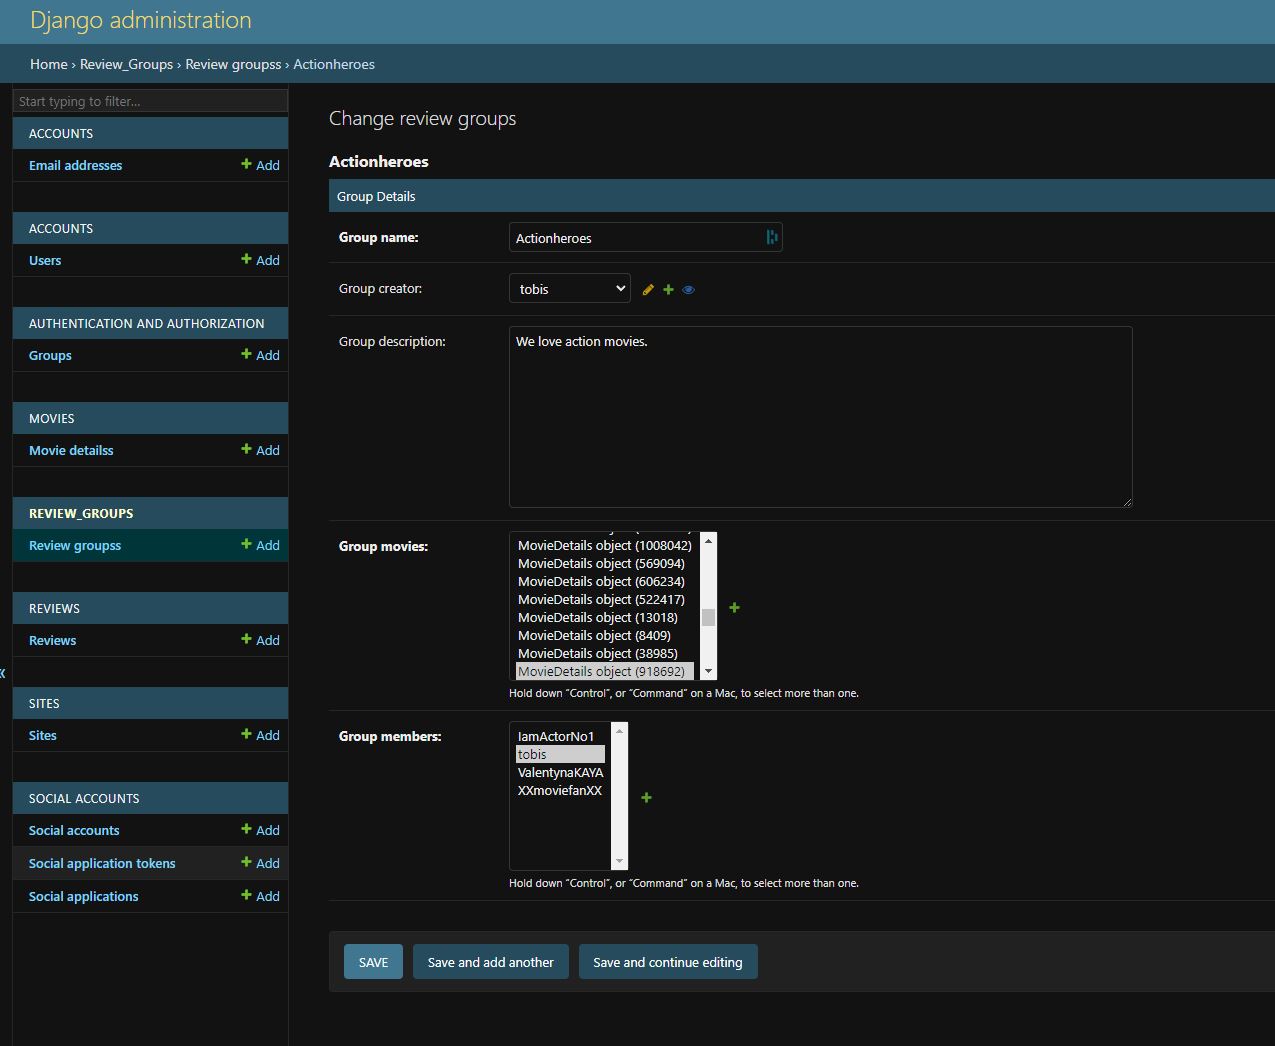 Django administration
Home › Review_Groups › Review groupss › Actionheroes
Start typing to filter...
ACCOUNTS
Email addresses + Add
ACCOUNTS
Users + Add
AUTHENTICATION AND AUTHORIZATION
Groups + Add
MOVIES
Movie detailss + Add
REVIEW_GROUPS
Review groupss + Add
REVIEWS
Reviews + Add
SITES
Sites + Add
SOCIAL ACCOUNTS
Social accounts + Add
Social application tokens + Add
Social applications + Add
«
Change review groups
Actionheroes
Group Details
Group name: Actionheroes
Group creator: tobis
Group description: We love action movies.
Group movies:
MovieDetails object (1008042)
MovieDetails object (569094)
MovieDetails object (606234)
MovieDetails object (522417)
MovieDetails object (13018)
MovieDetails object (8409)
MovieDetails object (38985)
MovieDetails object (918692)
Hold down “Control”, or “Command” on a Mac, to select more than one.
Group members:
IamActorNo1
tobis
ValentynaKAYA
XXmoviefanXX
Hold down “Control”, or “Command” on a Mac, to select more than one.
SAVE Save and add another Save and continue editing